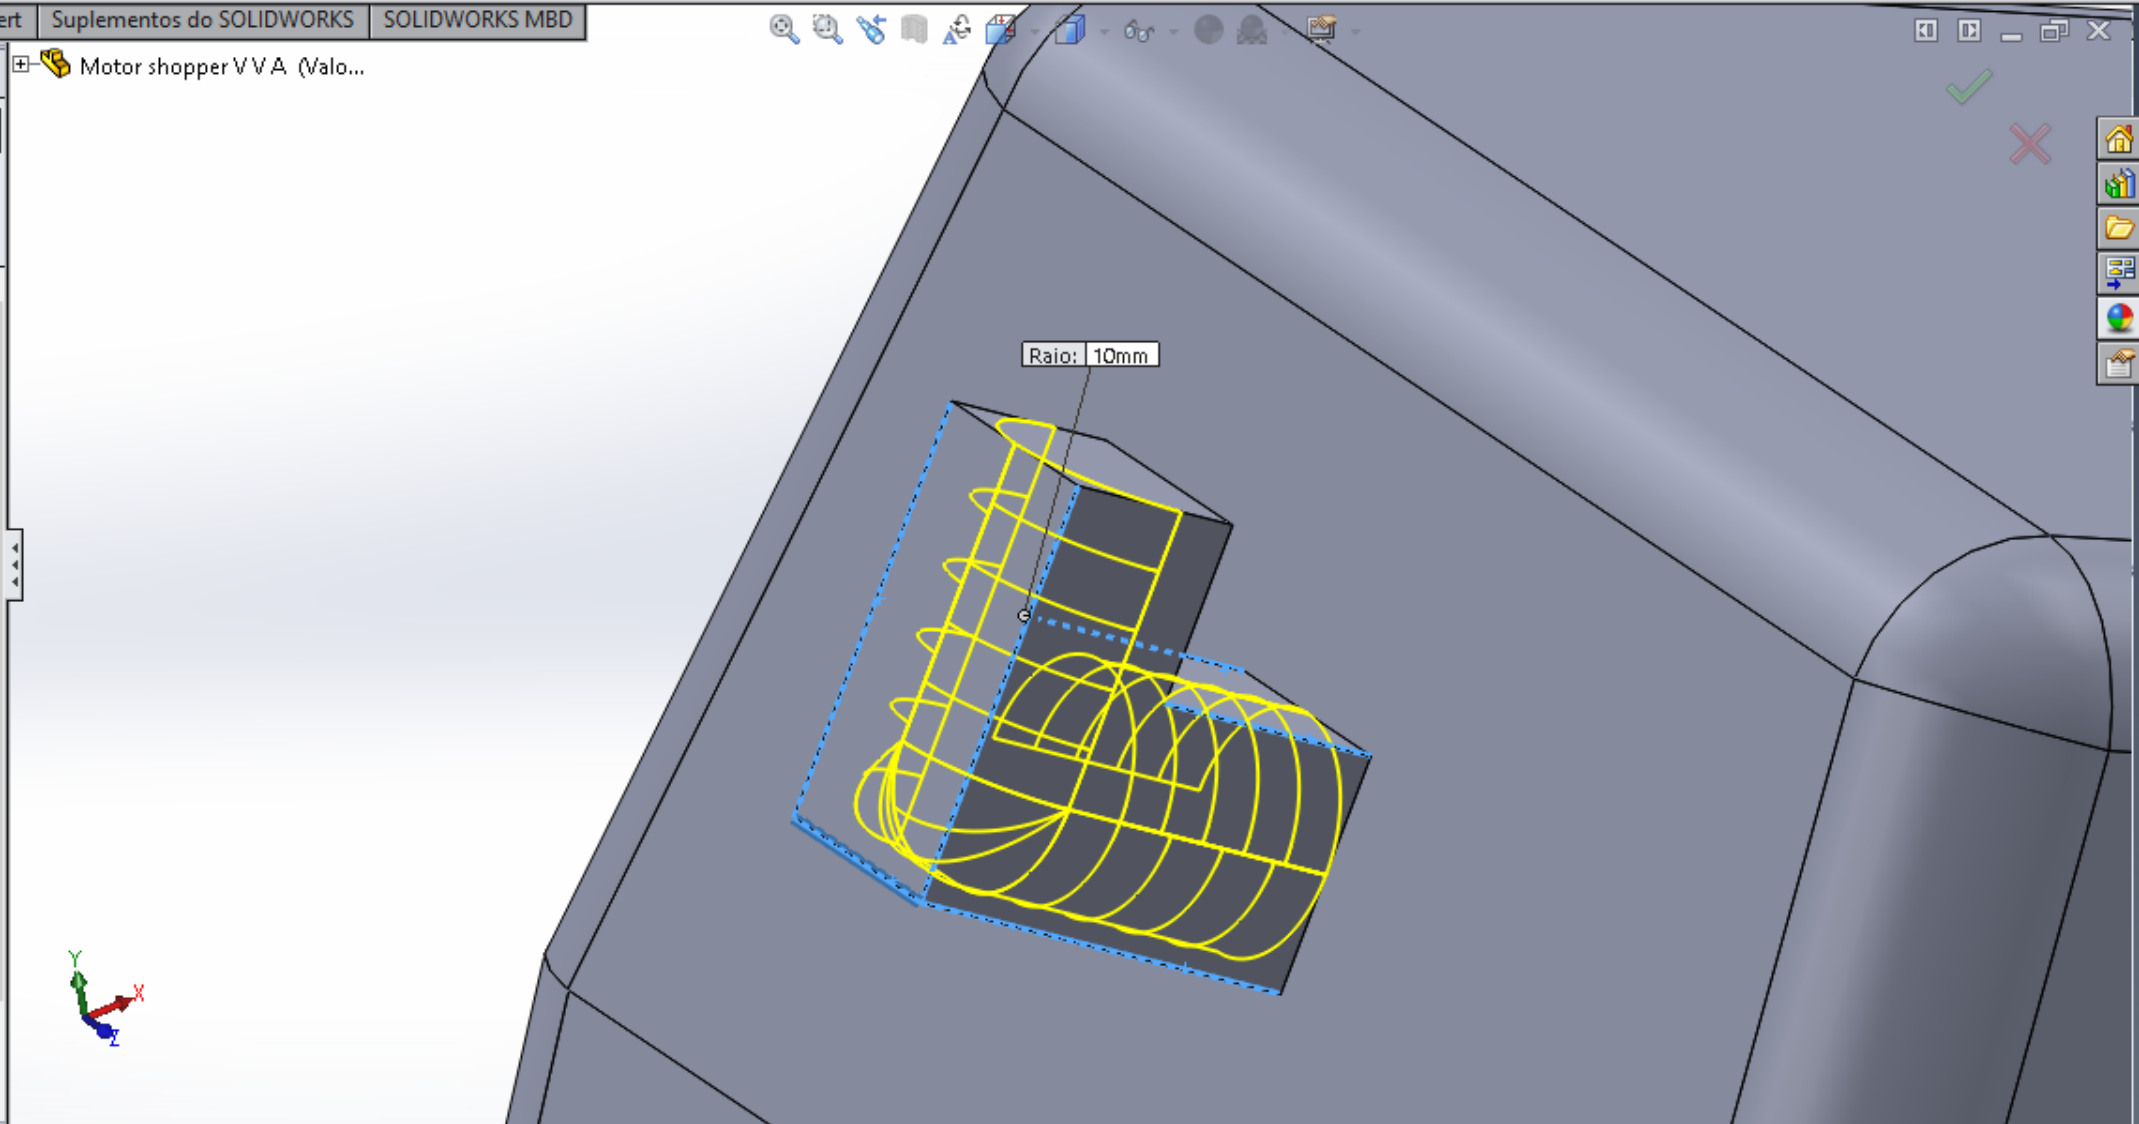 ert Suplementos do SOLIDWORKS SOLIDWORKS MBD
Motor shopper V V A (Valo...
Raio: 10mm
Y
X
Z